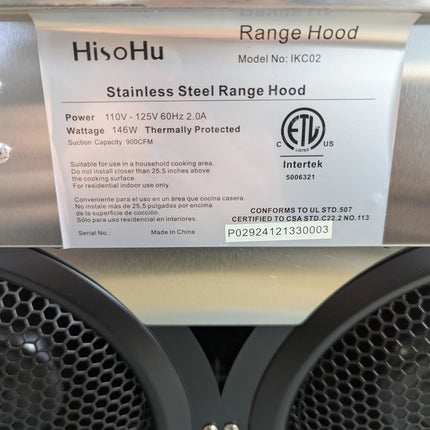 HisoHu
Range Hood
Model No: IKC02
Stainless Steel Range Hood
Power 110V - 125V 60Hz 2.0A
Wattage 146W Thermally Protected
Suction Capacity 900CFM
ETL
C US
LISTED
Intertek
5006321
Suitable for use in a household cooking area.
Do not install closer than 25.5 inches above
the cooking surface.
For residential indoor use only.
Conveniente para el uso en un área que cocina casera.
No instale más de 25,5 pulgadas por encima
de la superficie de cocción.
Sólo para uso residencial en interiores.
CONFORMS TO UL STD.507
CERTIFIED TO CSA STD.C22.2 NO.113
Serial No.: Made In China
P02924121330003